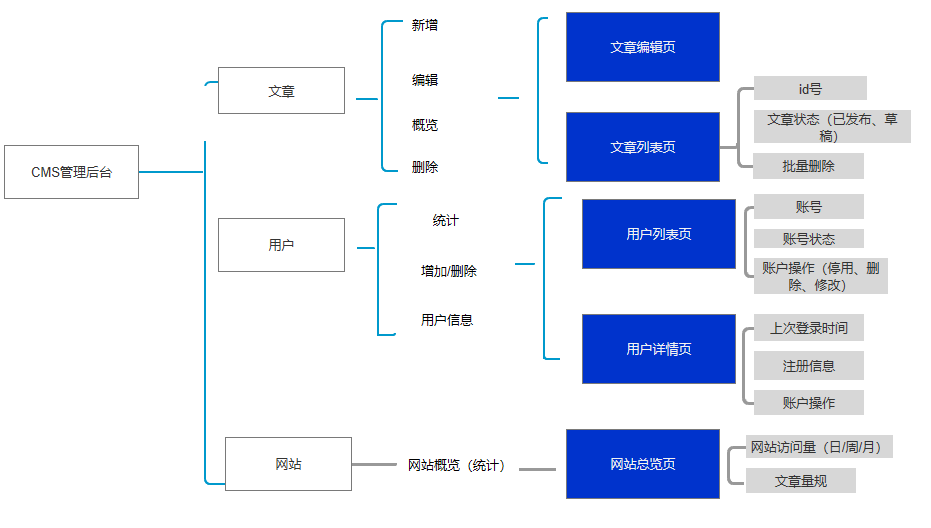 CMS管理后台
文章
新增
编辑
概览
删除
文章编辑页
文章列表页
id号
文章状态（已发布、草
稿）
批量删除
用户
统计
增加/删除
用户信息
用户列表页
账号
账号状态
账户操作（停用、删
除、修改）
用户详情页
上次登录时间
注册信息
账户操作
网站
网站概览（统计）
网站总览页
网站访问量（日/周/月）
文章量规